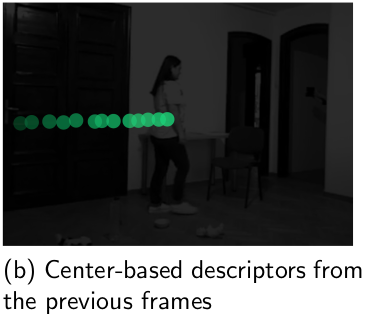 (b) Center-based descriptors from
the previous frames